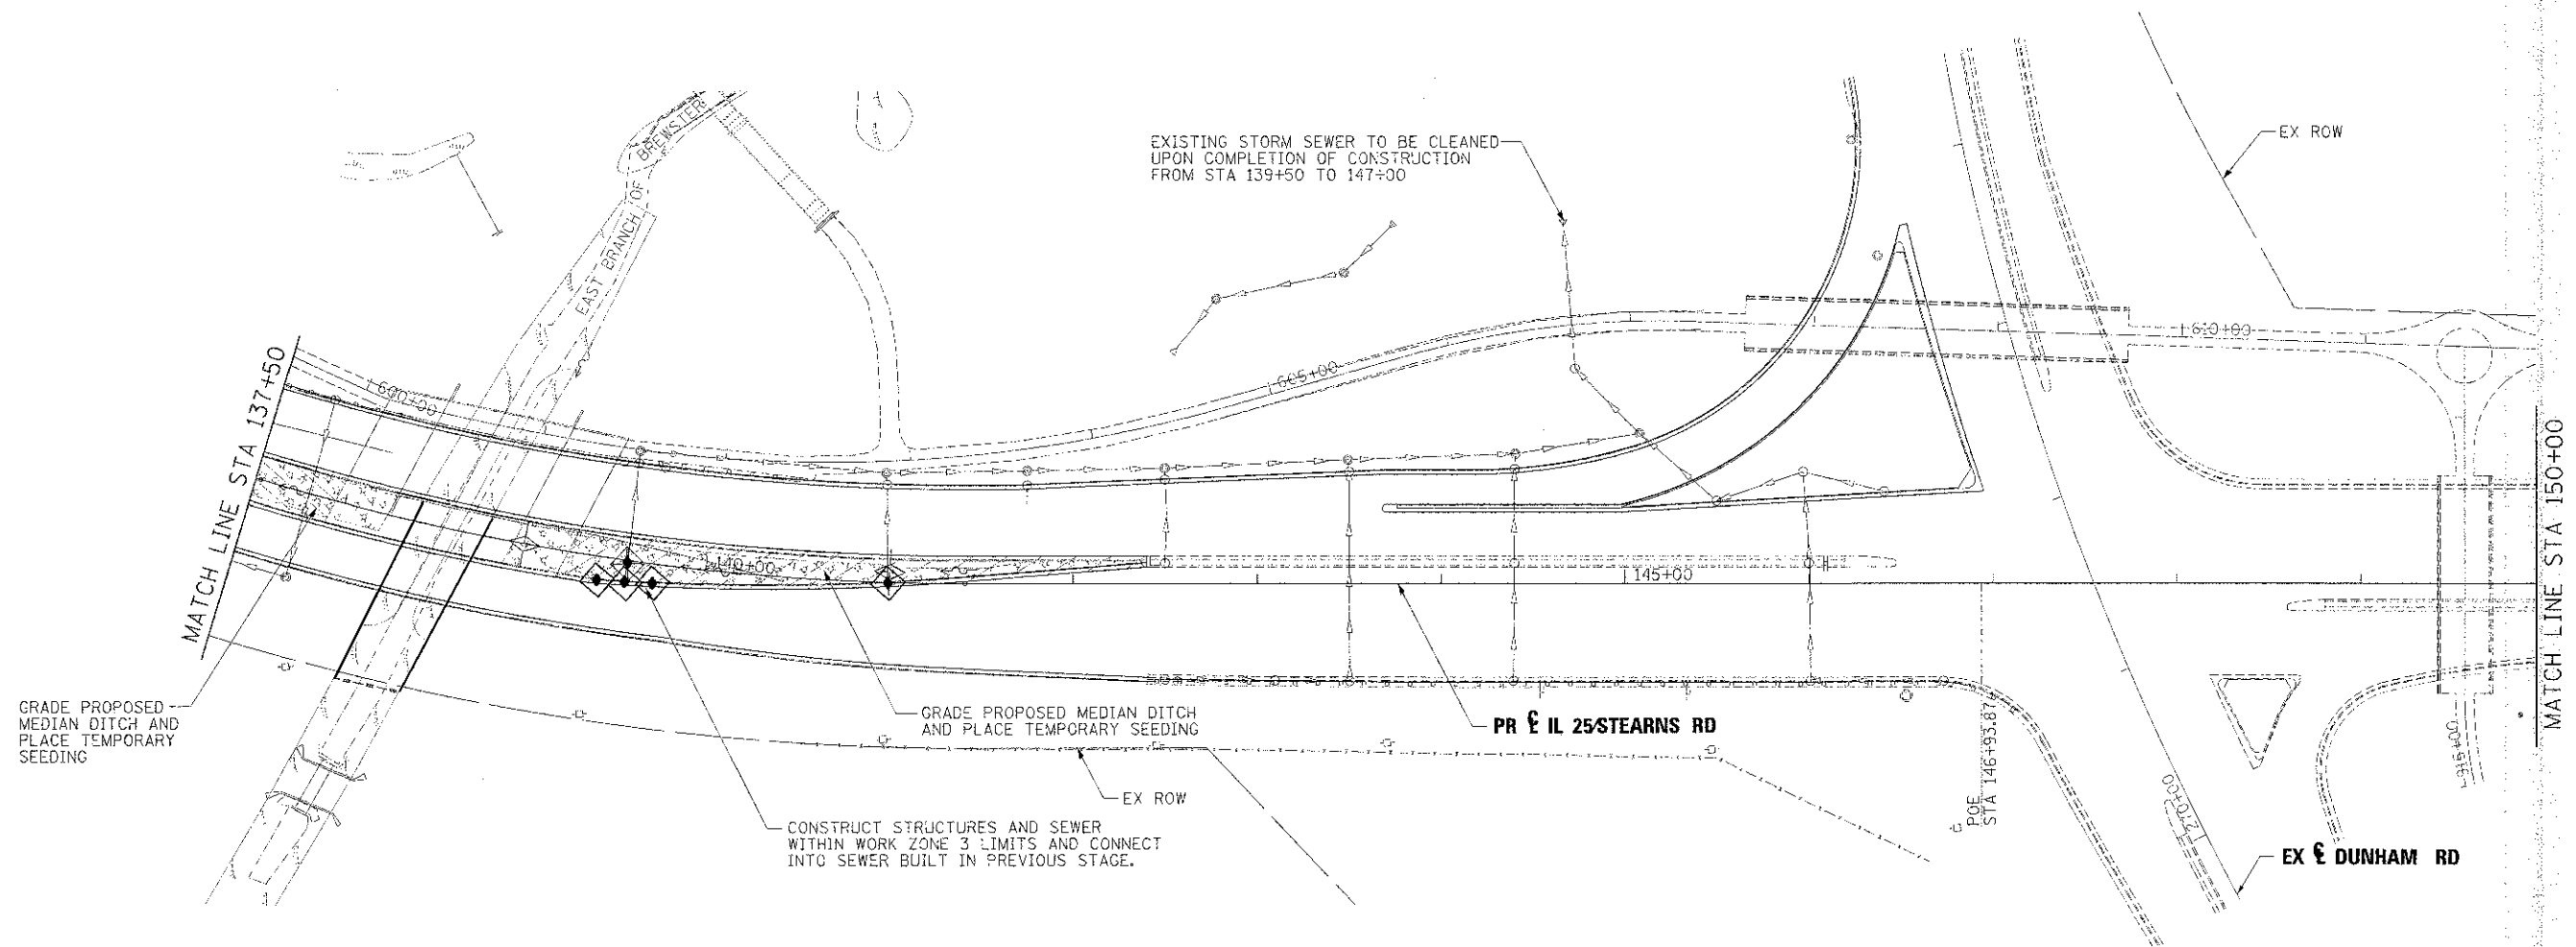 EX ROW
EXISTING STORM SEWER TO BE CLEANED
UPON COMPLETION OF CONSTRUCTION
FROM STA 139+50 TO 147+00
BREWSTER
EAST BRANCH OF
MATCH LINE STA 137+50
600+00
605+00
610+00
140+00
145+00
MATCH LINE STA 150+00
GRADE PROPOSED
MEDIAN DITCH AND
PLACE TEMPORARY
SEEDING
GRADE PROPOSED MEDIAN DITCH
AND PLACE TEMPORARY SEEDING
PR ℄ IL 25/STEARNS RD
EX ROW
CONSTRUCT STRUCTURES AND SEWER
WITHIN WORK ZONE 3 LIMITS AND CONNECT
INTO SEWER BUILT IN PREVIOUS STAGE.
POE
STA 146+93.87
210+00
EX ℄ DUNHAM RD